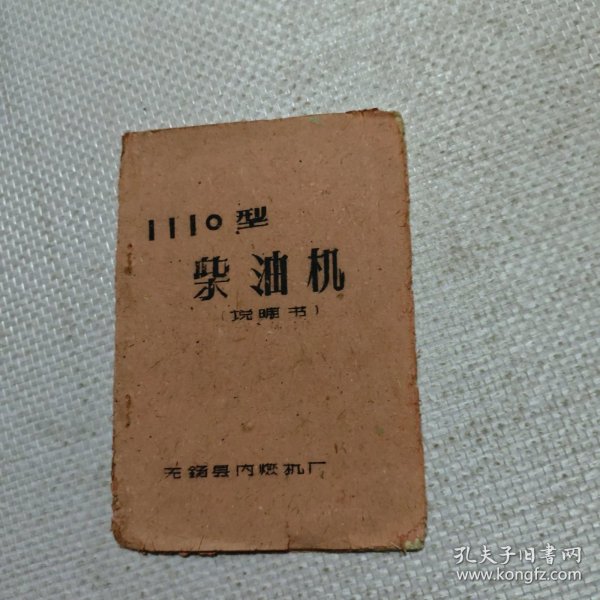 1110型
柴油机
(说明书)
无锡县内燃机厂
孔夫子旧书网
www.kongfz.com